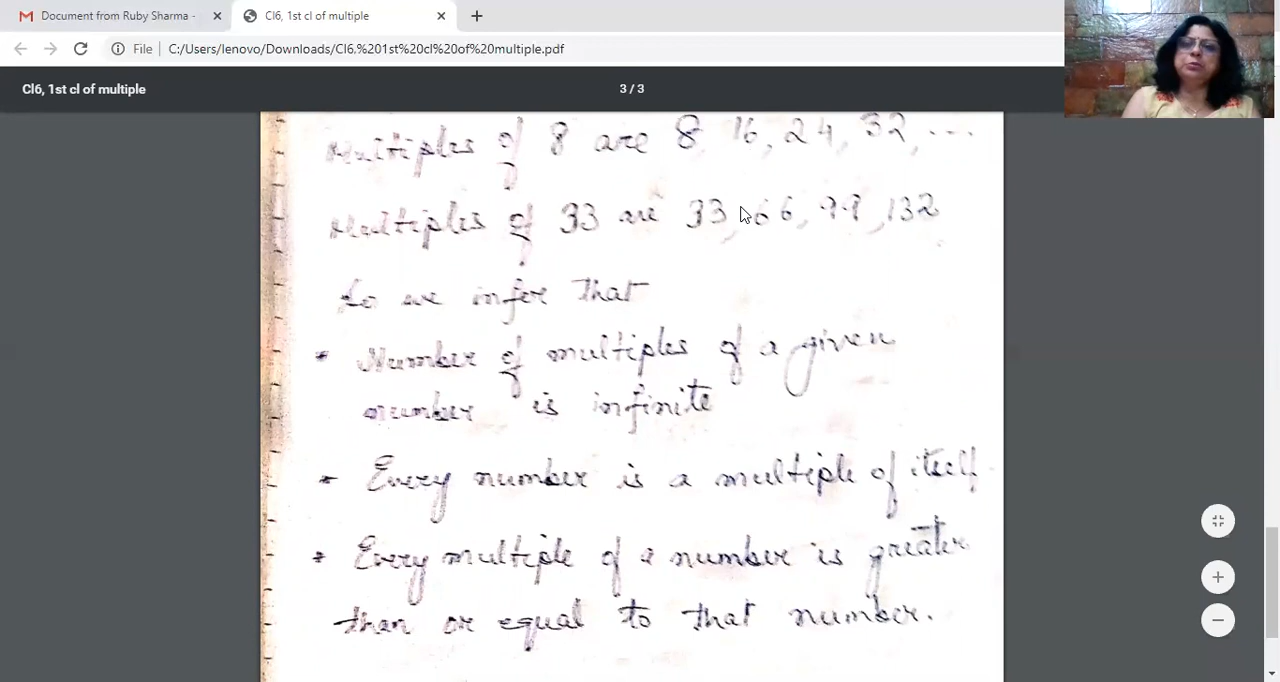 Document from Ruby Sharma -
Cl6, 1st cl of multiple
File C:/Users/lenovo/Downloads/Cl6.%201st%20cl%20of%20multiple.pdf
Cl6, 1st cl of multiple
3 / 3
Multiples of 8 are 8, 16, 24, 32, ...
Multiples of 33 are 33, 66, 99, 132
So we infer that
* Number of multiples of a given
number is infinite
* Every number is a multiple of itself
* Every multiple of a number is greater
than or equal to that number.